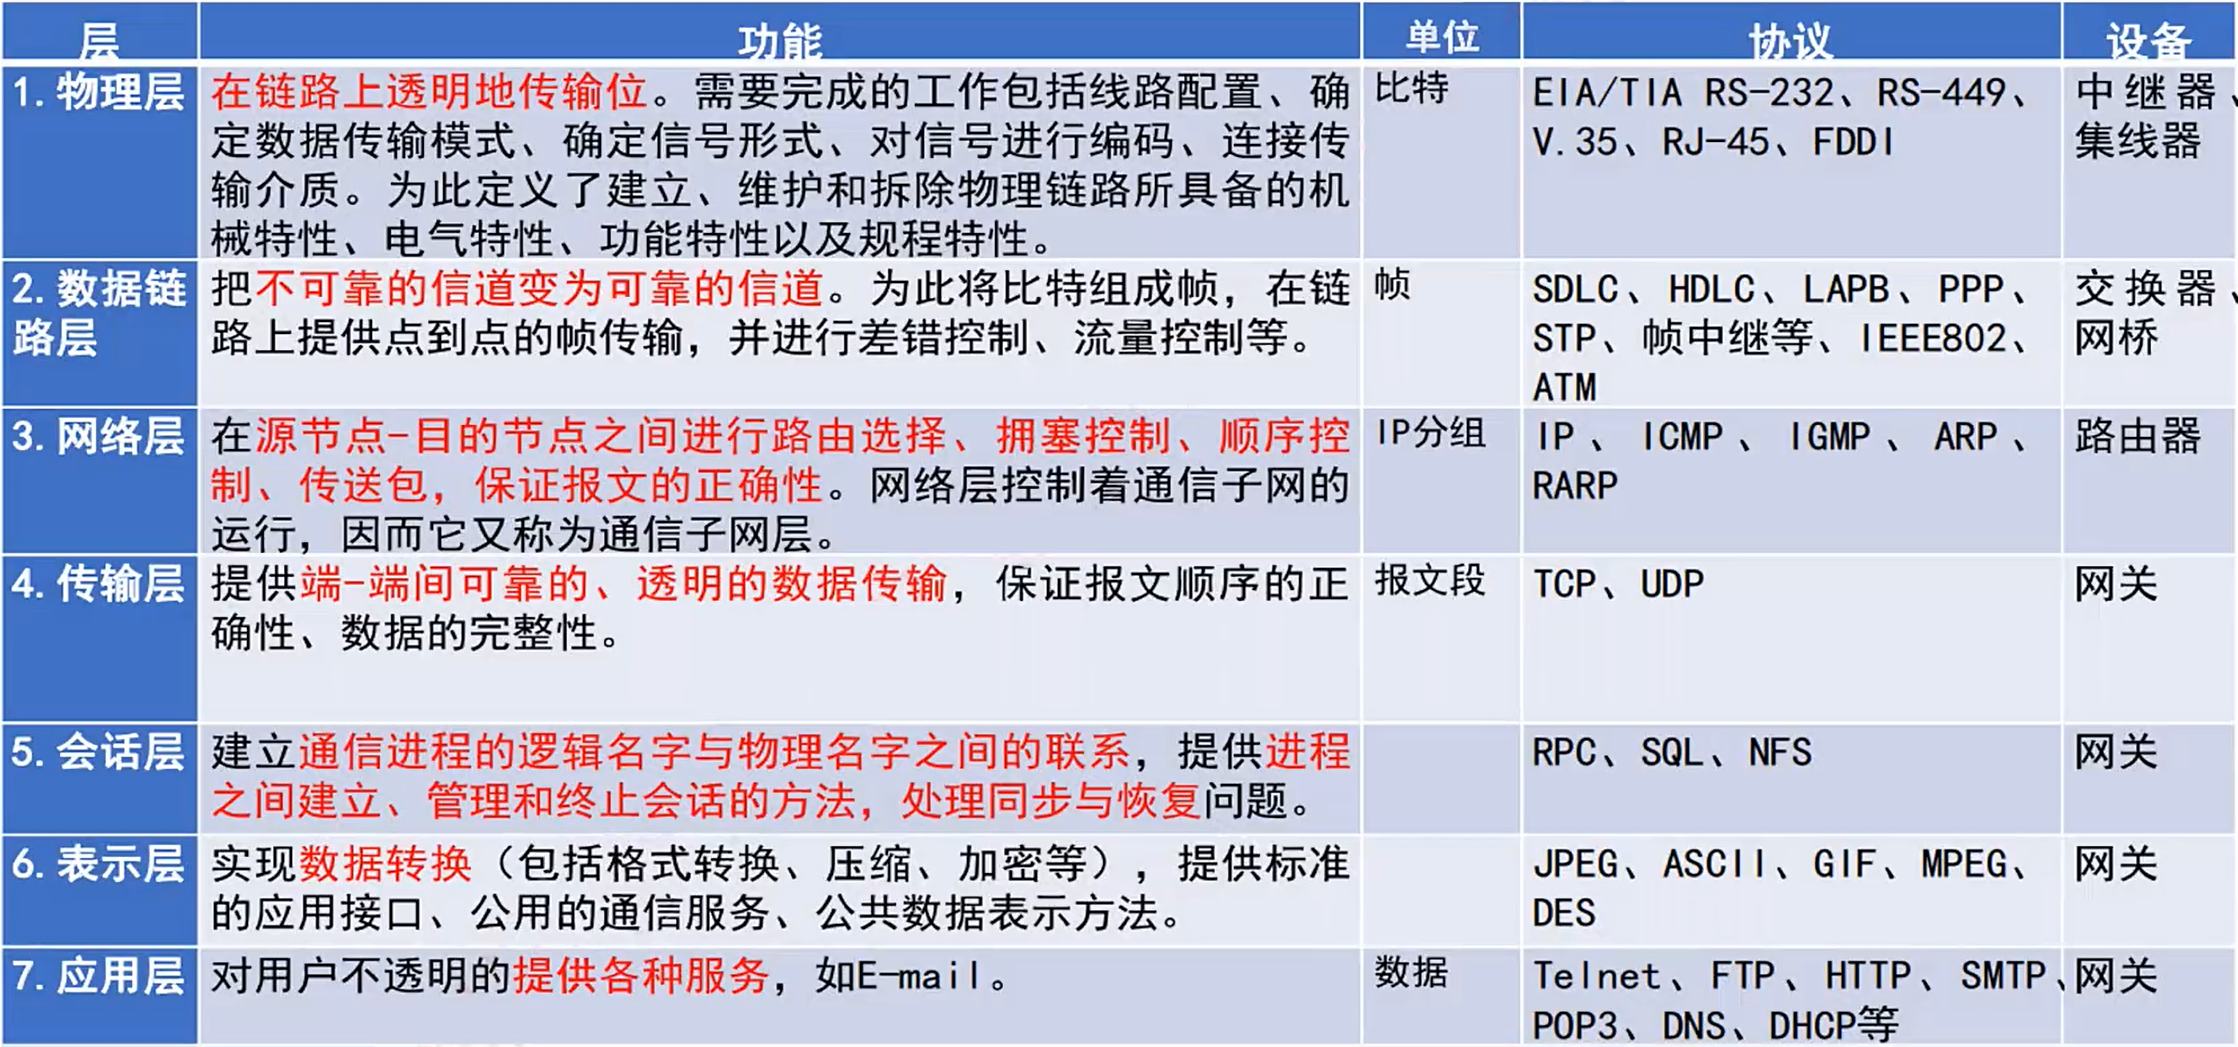 层 功能 单位 协议 设备
1. 物理层 在链路上透明地传输位。需要完成的工作包括线路配置、确 比特 EIA/TIA RS-232、RS-449、 中继器、
定数据传输模式、确定信号形式、对信号进行编码、连接传 V.35、RJ-45、FDDI 集线器
输介质。为此定义了建立、维护和拆除物理链路所具备的机
械特性、电气特性、功能特性以及规程特性。
2. 数据链 把不可靠的信道变为可靠的信道。为此将比特组成帧，在链 帧 SDLC、HDLC、LAPB、PPP、 交换器、
路层 路上提供点到点的帧传输，并进行差错控制、流量控制等。 STP、帧中继等、IEEE802、 网桥
ATM
3. 网络层 在源节点-目的节点之间进行路由选择、拥塞控制、顺序控 IP分组 IP、ICMP、IGMP、ARP、 路由器
制、传送包，保证报文的正确性。网络层控制着通信子网的 RARP
运行，因而它又称为通信子网层。
4. 传输层 提供端-端间可靠的、透明的数据传输，保证报文顺序的正 报文段 TCP、UDP 网关
确性、数据的完整性。
5. 会话层 建立通信进程的逻辑名字与物理名字之间的联系，提供进程 RPC、SQL、NFS 网关
之间建立、管理和终止会话的方法，处理同步与恢复问题。
6. 表示层 实现数据转换（包括格式转换、压缩、加密等），提供标准 JPEG、ASCII、GIF、MPEG、 网关
的应用接口、公用的通信服务、公共数据表示方法。 DES
7. 应用层 对用户不透明的提供各种服务，如E-mail。 数据 Telnet、FTP、HTTP、SMTP、 网关
POP3、DNS、DHCP等